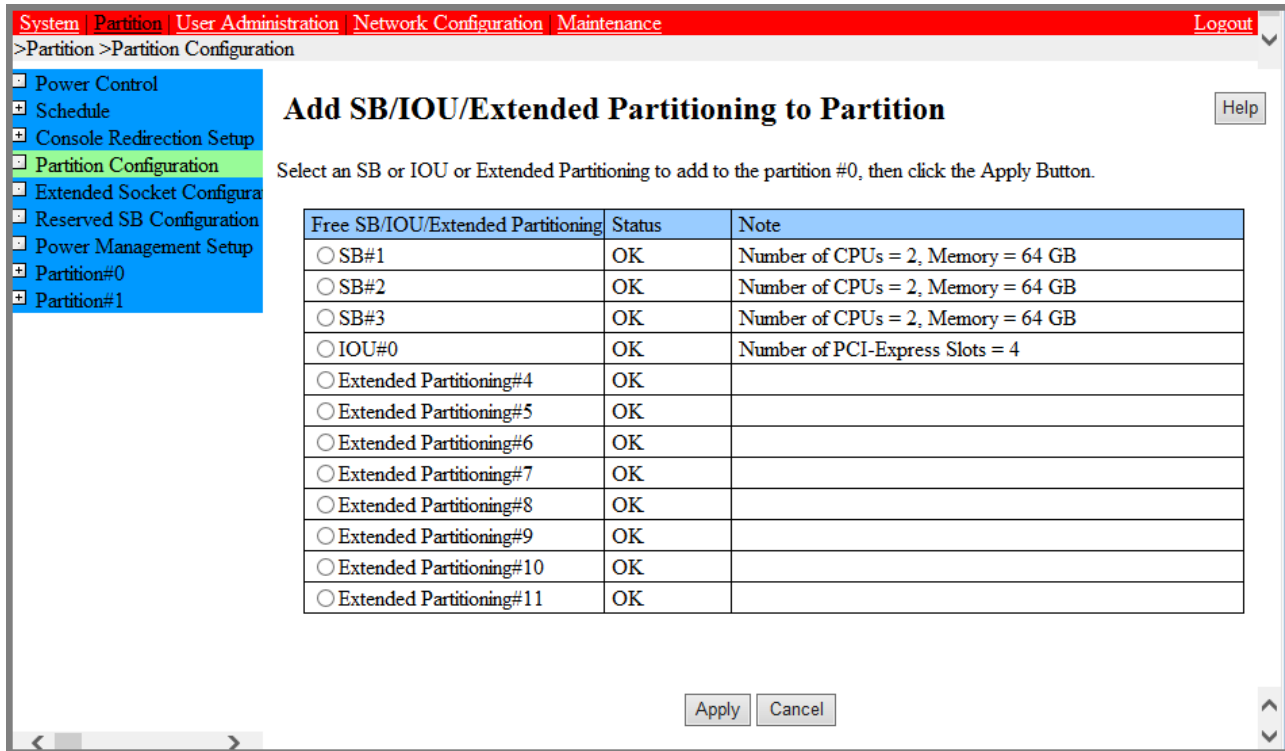 System | Partition | User Administration | Network Configuration | Maintenance Logout
>Partition >Partition Configuration
Power Control
Schedule
Console Redirection Setup
Partition Configuration
Extended Socket Configura
Reserved SB Configuration
Power Management Setup
Partition#0
Partition#1
Add SB/IOU/Extended Partitioning to Partition
Help
Select an SB or IOU or Extended Partitioning to add to the partition #0, then click the Apply Button.
Free SB/IOU/Extended Partitioning Status Note
SB#1 OK Number of CPUs = 2, Memory = 64 GB
SB#2 OK Number of CPUs = 2, Memory = 64 GB
SB#3 OK Number of CPUs = 2, Memory = 64 GB
IOU#0 OK Number of PCI-Express Slots = 4
Extended Partitioning#4 OK
Extended Partitioning#5 OK
Extended Partitioning#6 OK
Extended Partitioning#7 OK
Extended Partitioning#8 OK
Extended Partitioning#9 OK
Extended Partitioning#10 OK
Extended Partitioning#11 OK
Apply Cancel